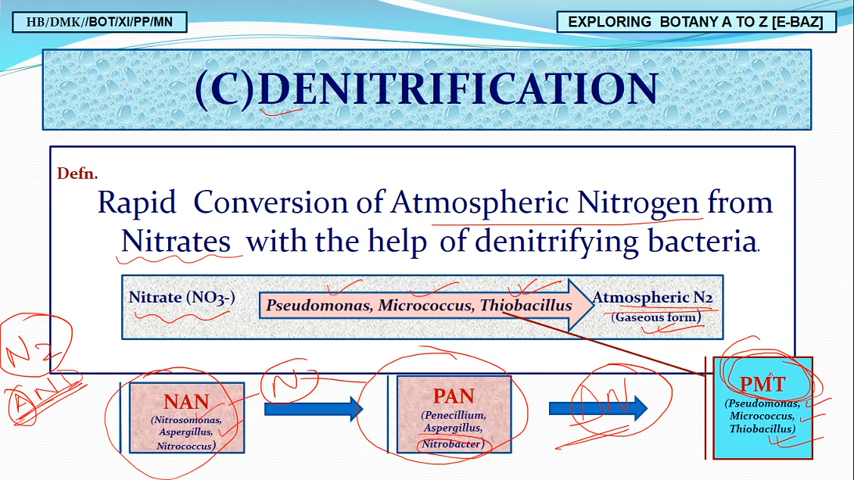 HB/DMK//BOT/XI/PP/MN
EXPLORING BOTANY A TO Z [E-BAZ]
(C)DENITRIFICATION
Defn.
Rapid Conversion of Atmospheric Nitrogen from
Nitrates with the help of denitrifying bacteria.
Nitrate (NO3-)
Pseudomonas, Micrococcus, Thiobacillus
Atmospheric N2
(Gaseous form)
N2
NAN
(Nitrosomonas,
Aspergillus,
Nitrococcus)
N
PAN
(Penecillium,
Aspergillus,
Nitrobacter)
PMT
(Pseudomonas,
Micrococcus,
Thiobacillus)